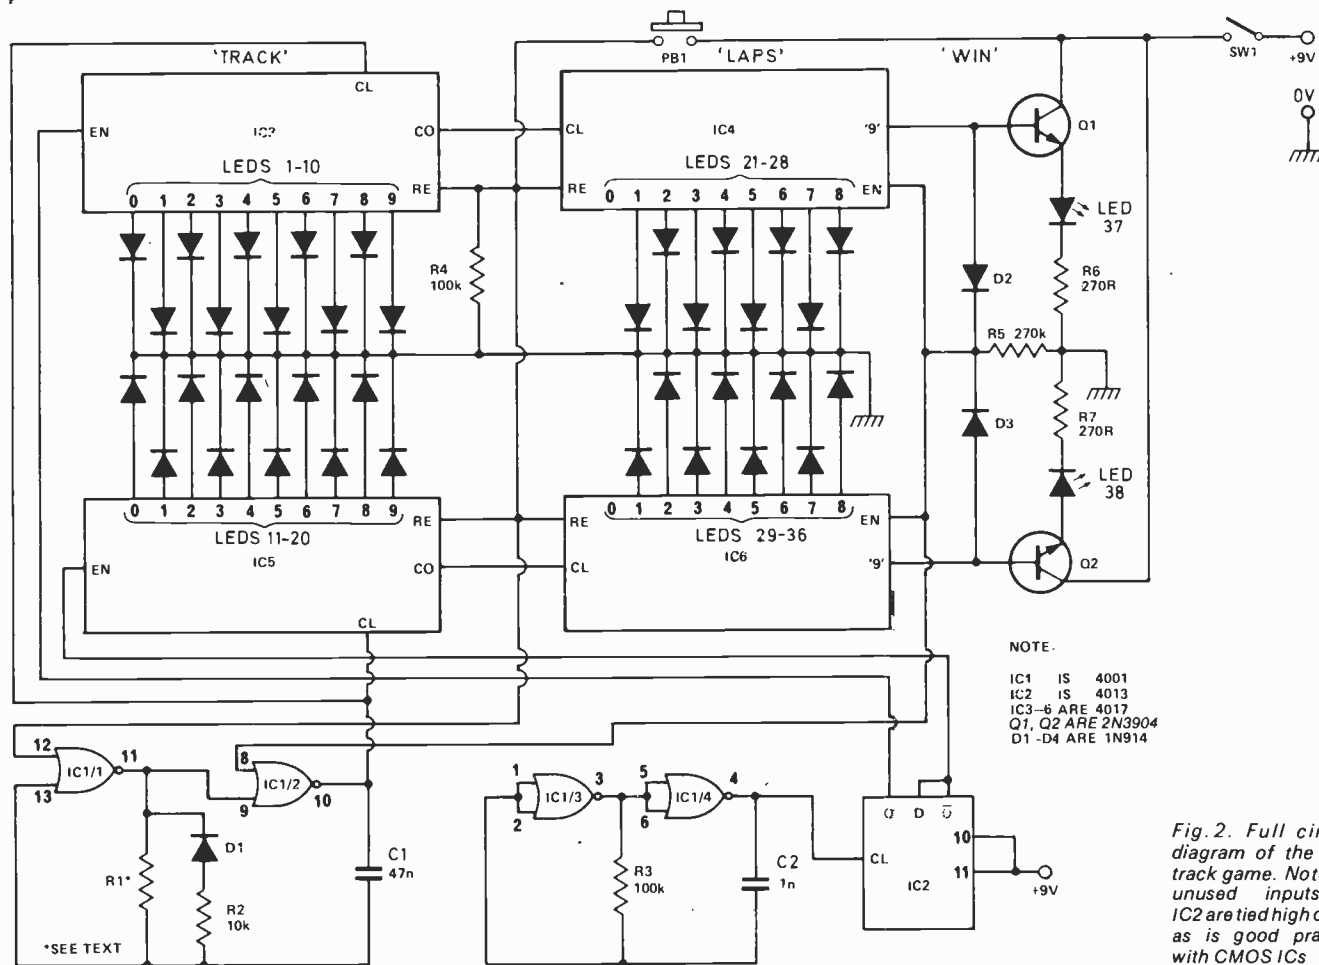 'TRACK'
PB1
'LAPS'
'WIN'
SW1
+9V
0V
CL
EN
CO
LEDS 1-10
RE
0 1 2 3 4 5 6 7 8 9
CL
IC4
'9'
LEDS 21-28
RE
EN
0 1 2 3 4 5 6 7 8
Q1
LED
37
R4
100k
D2
R6
270R
R5 270k
D3
R7
270R
LED
38
0 1 2 3 4 5 6 7 8 9
RE
LEDS 11-20
IC5
EN
CO
CL
0 1 2 3 4 5 6 7 8
RE
EN
LEDS 29-36
CL
IC6
'9'
Q2
NOTE.
IC1 IS 4001
IC2 IS 4013
IC3-6 ARE 4017
Q1, Q2 ARE 2N3904
D1-D4 ARE 1N914
12
IC1/1
11
13
8
IC1/2
10
9
D1
R1*
R2
10k
C1
47n
*SEE TEXT
1
IC1/3
3
2
5
IC1/4
4
6
R3
100k
C2
1n
Q D Q̅
10
CL
11
IC2
+9V
Fig. 2. Full cir
diagram of the
track game. Not
unused inputs
IC2 are tied high o
as is good pra
with CMOS ICs